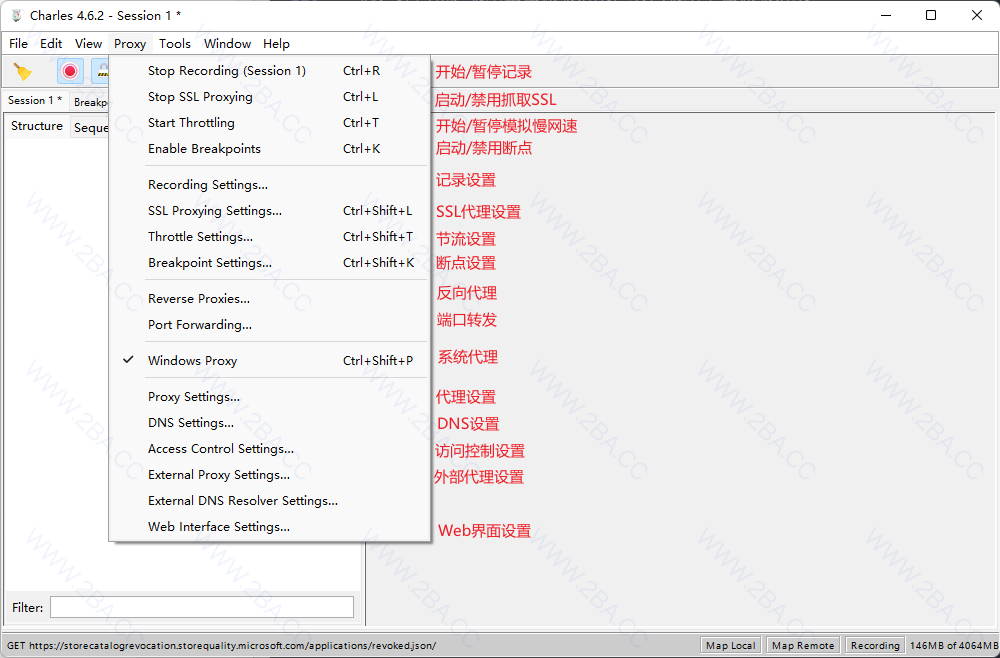 Charles 4.6.2 - Session 1 *
File Edit View Proxy Tools Window Help
Stop Recording (Session 1) Ctrl+R 开始/暂停记录
Stop SSL Proxying Ctrl+L 启动/禁用抓取SSL
Session 1 * Breakp
Start Throttling Ctrl+T 开始/暂停模拟慢网速
Structure Seque
Enable Breakpoints Ctrl+K 启动/禁用断点
Recording Settings... 记录设置
SSL Proxying Settings... Ctrl+Shift+L SSL代理设置
Throttle Settings... Ctrl+Shift+T 节流设置
Breakpoint Settings... Ctrl+Shift+K 断点设置
Reverse Proxies... 反向代理
Port Forwarding... 端口转发
Windows Proxy Ctrl+Shift+P 系统代理
Proxy Settings... 代理设置
DNS Settings... DNS设置
Access Control Settings... 访问控制设置
External Proxy Settings... 外部代理设置
External DNS Resolver Settings...
Web Interface Settings... Web界面设置
Filter:
GET https://storecatalogrevocation.storequality.microsoft.com/applications/revoked.json/ Map Local Map Remote Recording 146MB of 4064MB
WWW.2BA.CC